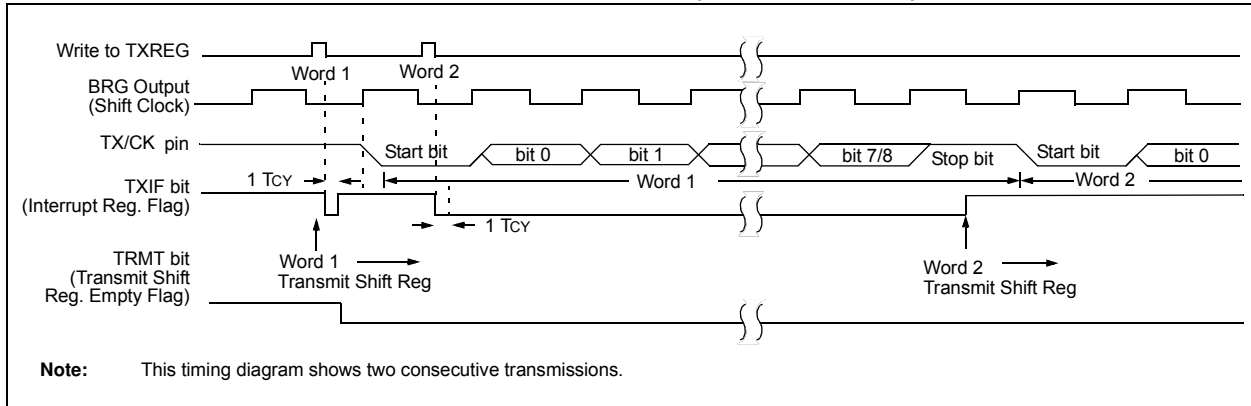 Write to TXREG
Word 1 Word 2
BRG Output
(Shift Clock)
TX/CK pin
Start bit bit 0 bit 1 bit 7/8 Stop bit Start bit bit 0
1 TCY Word 1 Word 2
TXIF bit
(Interrupt Reg. Flag)
1 TCY
TRMT bit
(Transmit Shift
Reg. Empty Flag)
Word 1
Transmit Shift Reg
Word 2
Transmit Shift Reg
Note: This timing diagram shows two consecutive transmissions.